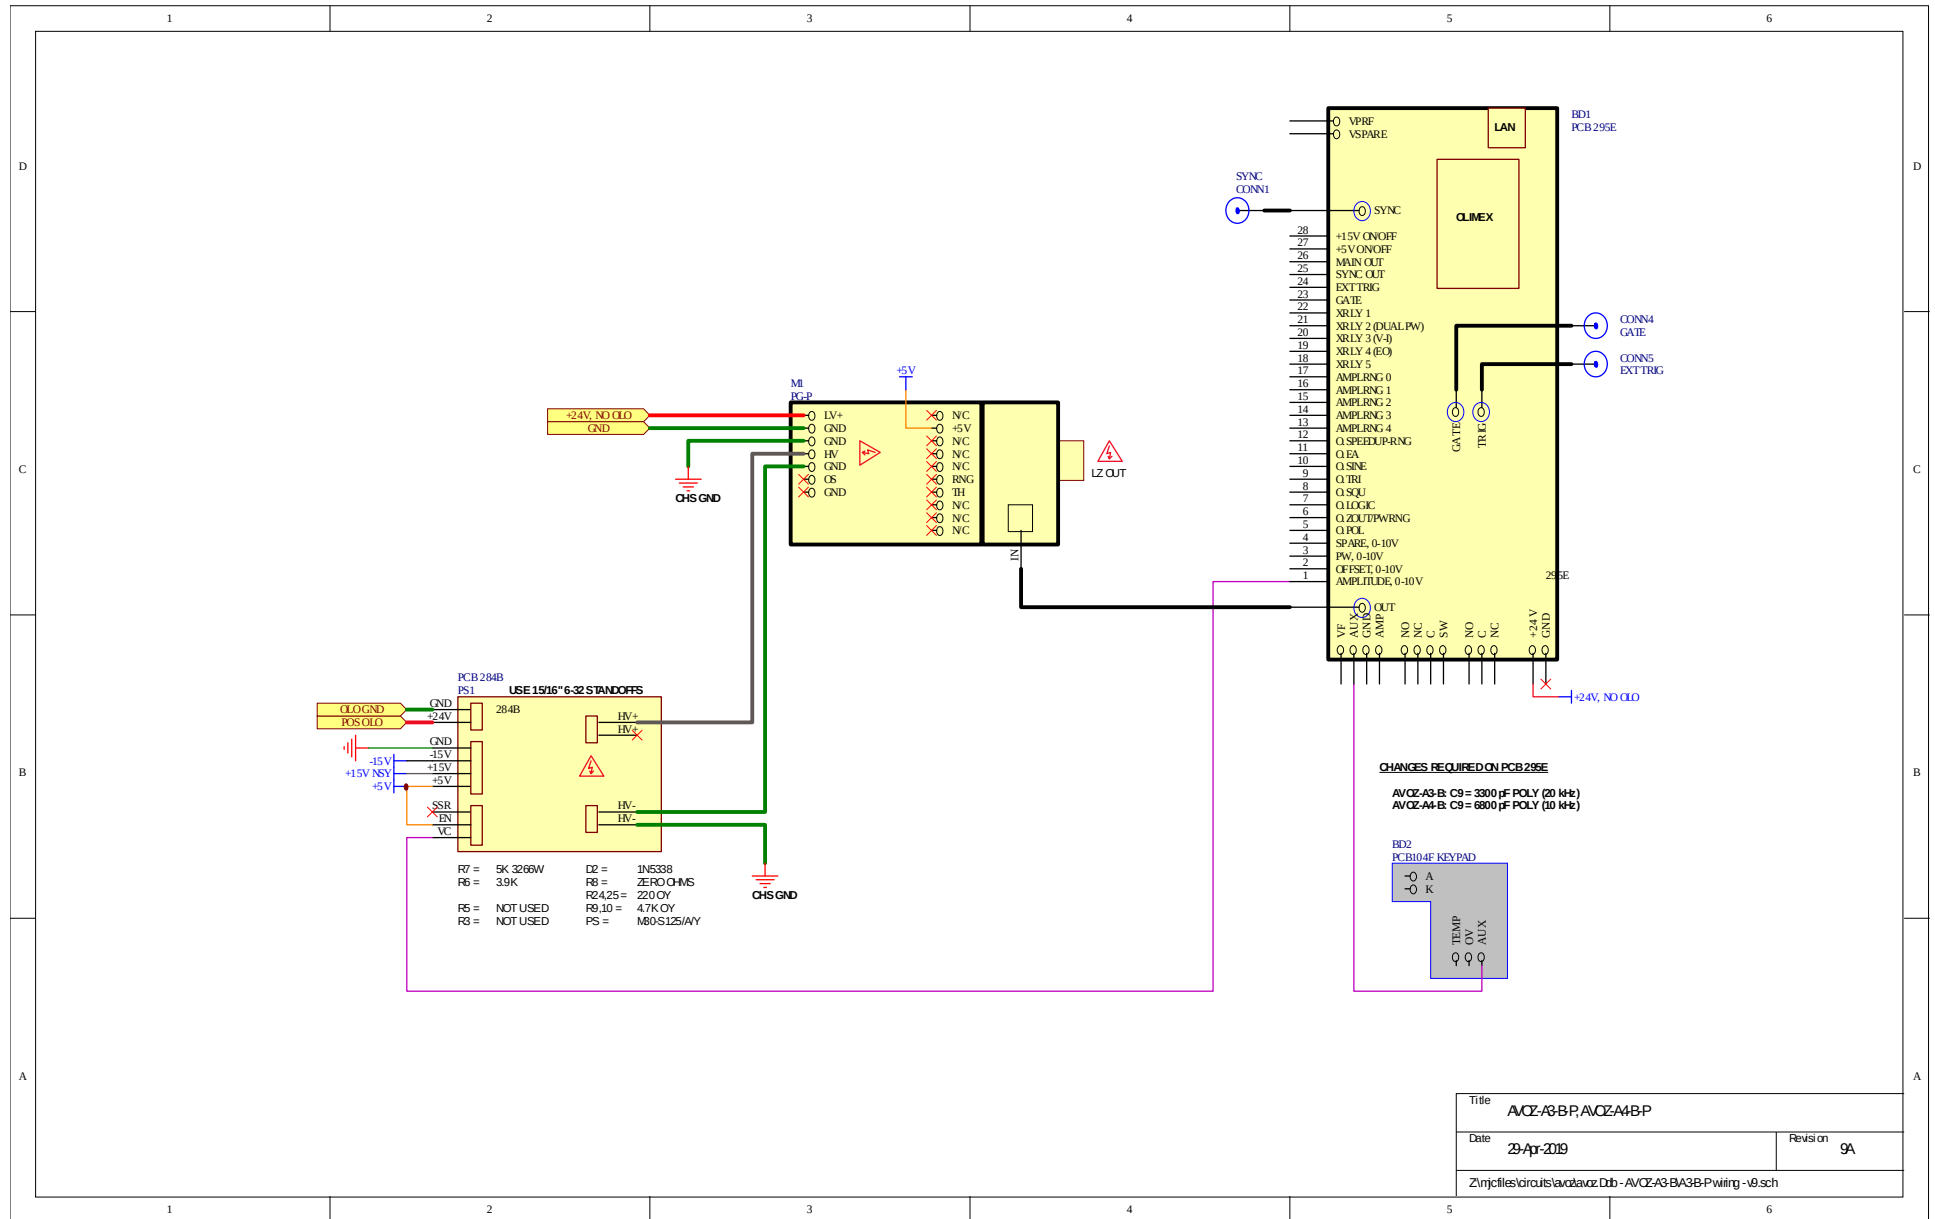 1 2 3 4 5 6
D
C
B
A
D
C
B
A
BD1
PCB 295E
LAN
VPRF
VSPARE
OLIMEX
SYNC
CONN1
SYNC
28 +15V ON/OFF
27 +5V ON/OFF
26 MAIN OUT
25 SYNC OUT
24 EXT TRIG
23 GATE
22 XRLY 1
21 XRLY 2 (DUAL PW)
20 XRLY 3 (V-I)
19 XRLY 4 (EO)
18 XRLY 5
17 AMPLRNG 0
16 AMPLRNG 1
15 AMPLRNG 2
14 AMPLRNG 3
13 AMPLRNG 4
12 O. SPEEDUP-RNG
11 O. EA
10 O. SINE
9 O. TRI
8 O. SQU
7 O. LOGIC
6 O. ZOUT/PWRNG
5 O. POL
4 SPARE, 0-10V
3 PW, 0-10V
2 OFFSET, 0-10V
1 AMPLITUDE, 0-10V
295E
OUT
GATE
TRIG
CONN4
GATE
CONN5
EXT TRIG
VF
AUX
GND
AMP
NO
NC
C
SW
NO
C
NC
+24V
GND
+24V, NO OLO
+5V
M1
PG-P
+24V, NO OLO
GND
LV+
GND
GND
HV
GND
OS
GND
N/C
+5V
N/C
N/C
N/C
RNG
TH
N/C
N/C
N/C
IN
LZ OUT
CHS GND
PCB 284B
PS1
USE 15/16" 6-32 STANDOFFS
284B
OLO GND
POS OLO
GND
+24V
GND
-15V
+15V
+5V
-15V
+15V NSY
+5V
SSR
EN
VC
HV+
HV+
HV-
HV-
CHS GND
R7 = 5K 3266W D2 = 1N5338
R6 = 3.9K R8 = ZERO OHMS
R24,25 = 220 OY
R5 = NOT USED R9,10 = 4.7K OY
R3 = NOT USED PS = M30-S125/A/Y
CHANGES REQUIRED ON PCB 295E
AVOZ-A3-B: C9 = 3300 pF POLY (20 kHz)
AVOZ-A4-B: C9 = 6800 pF POLY (10 kHz)
BD2
PCB104F KEYPAD
A
K
TEMP
OV
AUX
Title
AVOZ-A3-B-P, AVOZ-A4-B-P
Date
29-Apr-2019
Revision
9A
Z:\mjcfiles\circuits\avoz\avoz.Ddb - AVOZ-A3-B\A3-B-P wiring - v9.sch
1 2 3 4 5 6